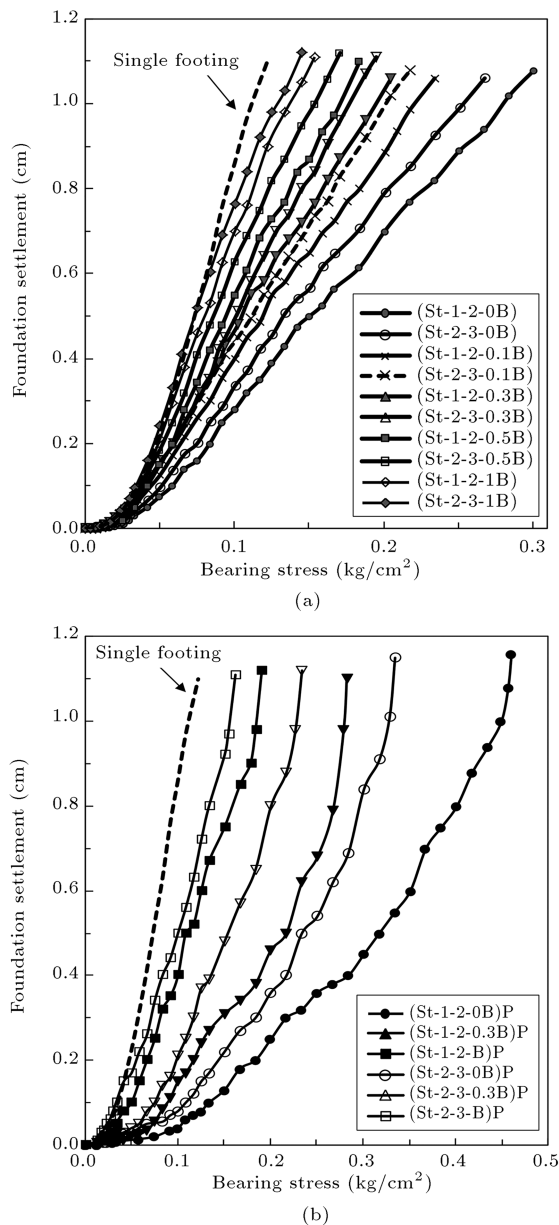 1.2
Single footing
1.0
0.8
0.6
0.4
0.2
0.0
Foundation settlement (cm)
(St-1-2-0B)
(St-2-3-0B)
(St-1-2-0.1B)
(St-2-3-0.1B)
(St-1-2-0.3B)
(St-2-3-0.3B)
(St-1-2-0.5B)
(St-2-3-0.5B)
(St-1-2-1B)
(St-2-3-1B)
0.0 0.1 0.2 0.3
Bearing stress (kg/cm²)
(a)
1.2
Single footing
1.0
0.8
0.6
0.4
0.2
0.0
Foundation settlement (cm)
(St-1-2-0B)P
(St-1-2-0.3B)P
(St-1-2-B)P
(St-2-3-0B)P
(St-2-3-0.3B)P
(St-2-3-B)P
0.0 0.1 0.2 0.3 0.4 0.5
Bearing stress (kg/cm²)
(b)